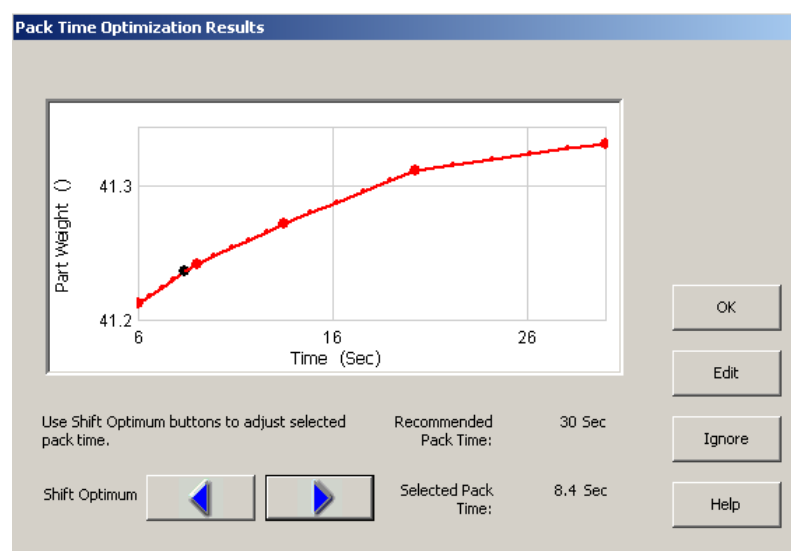 Pack Time Optimization Results
Part Weight ()
41.3
41.2
6
16
26
Time (Sec)
OK
Edit
Ignore
Help
Use Shift Optimum buttons to adjust selected
pack time.
Recommended
Pack Time:
30 Sec
Shift Optimum
Selected Pack
Time:
8.4 Sec